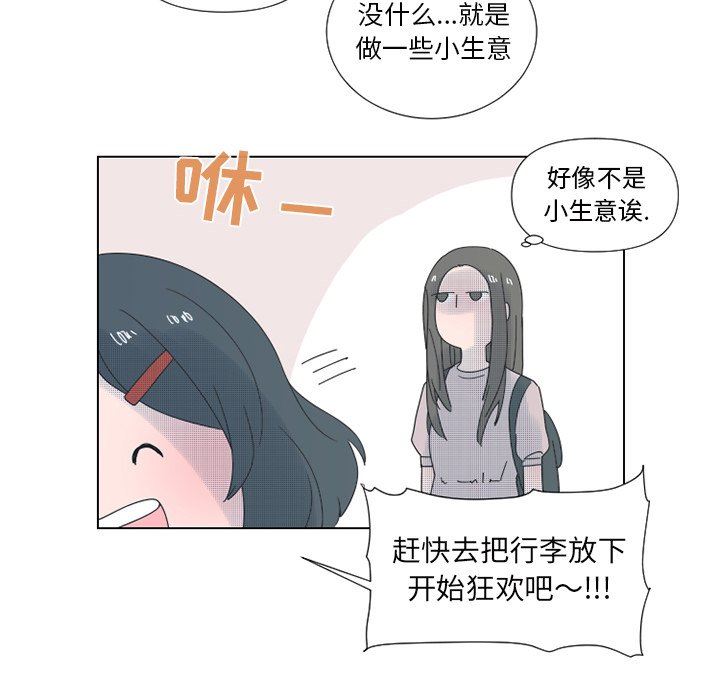 没什么...就是
做一些小生意
咻一
好像不是
小生意诶.
赶快去把行李放下
开始狂欢吧～!!!